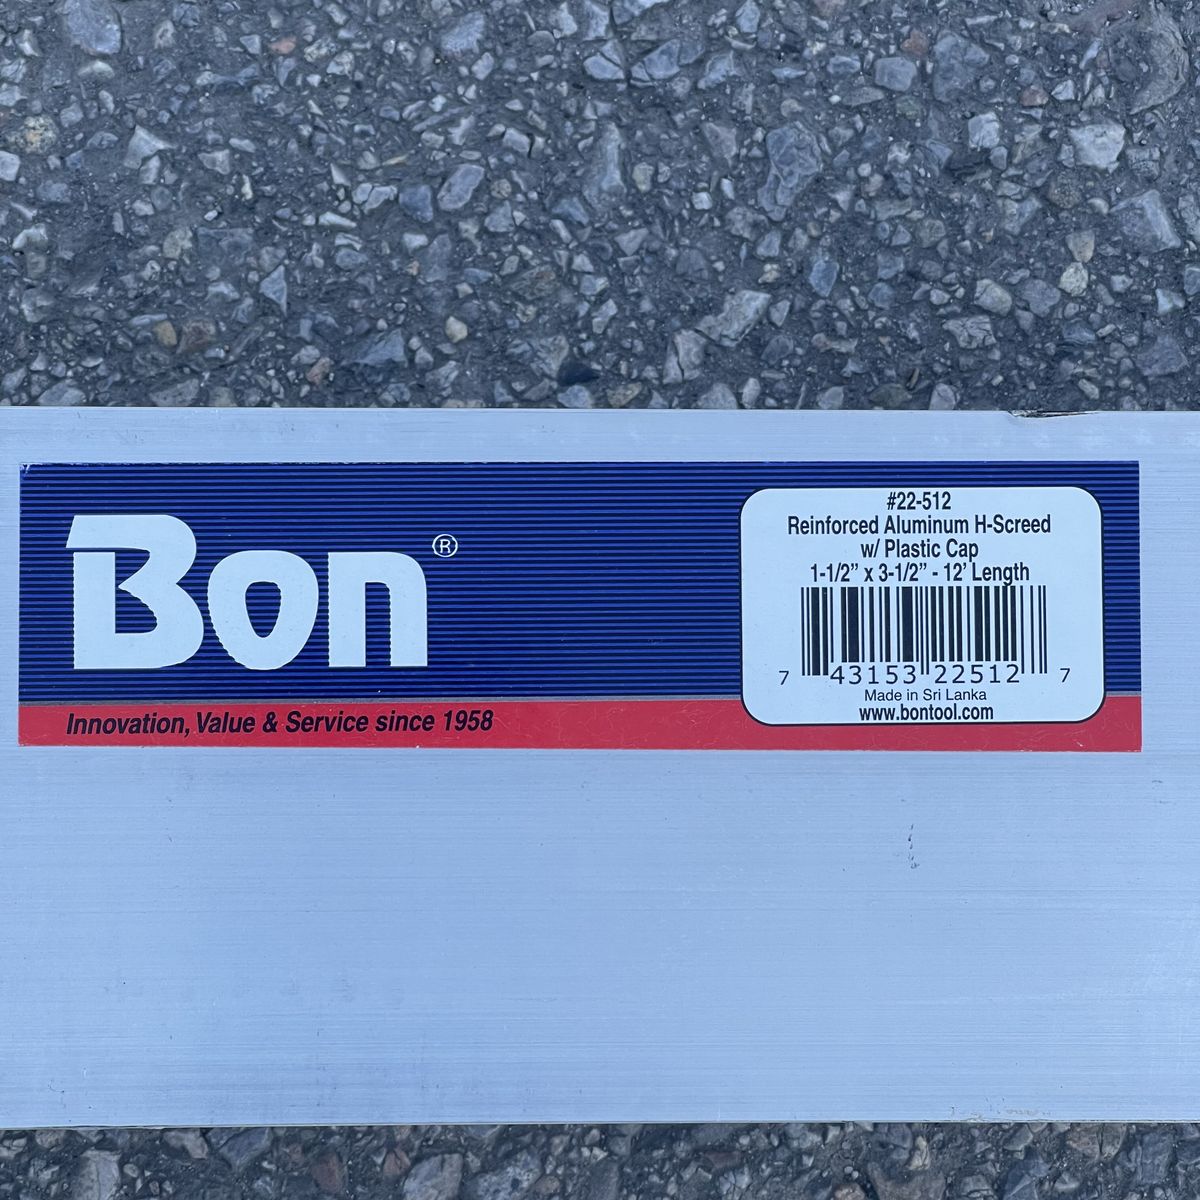 Bon®
Innovation, Value & Service since 1958
#22-512
Reinforced Aluminum H-Screed
w/ Plastic Cap
1-1/2” x 3-1/2” - 12’ Length
7 43153 22512 7
Made in Sri Lanka
www.bontool.com